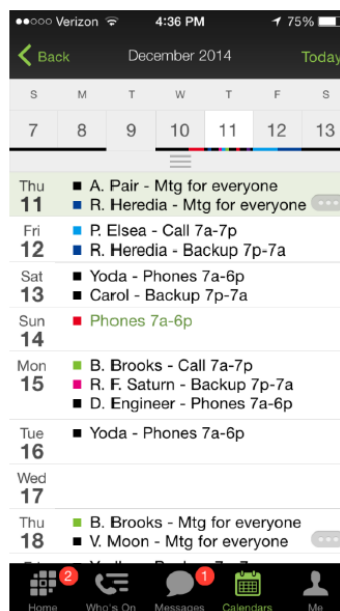 Verizon 4:36 PM 75%
Back December 2014 Today
S M T W T F S
7 8 9 10 11 12 13
Thu 11
A. Pair - Mtg for everyone
R. Heredia - Mtg for everyone
Fri 12
P. Elsea - Call 7a-7p
R. Heredia - Backup 7p-7a
Sat 13
Yoda - Phones 7a-6p
Carol - Backup 7p-7a
Sun 14
Phones 7a-6p
Mon 15
B. Brooks - Call 7a-7p
R. F. Saturn - Backup 7p-7a
D. Engineer - Phones 7a-6p
Tue 16
Yoda - Phones 7a-6p
Wed 17
Thu 18
B. Brooks - Mtg for everyone
V. Moon - Mtg for everyone
2 1
Home Who's On Messages Calendars Me